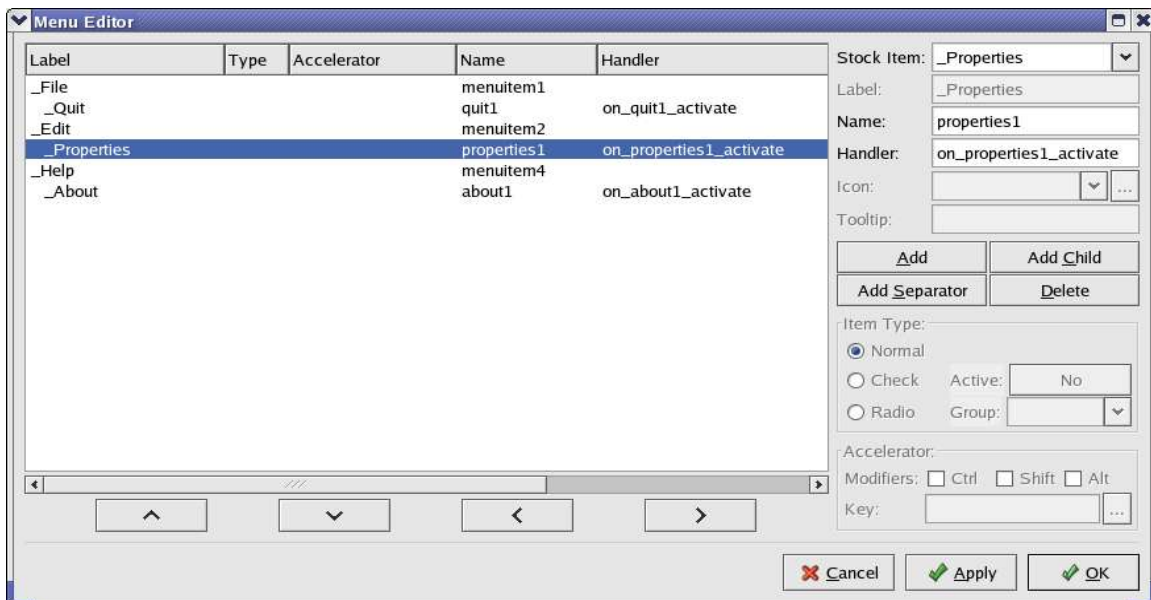 Menu Editor
Label Type Accelerator Name Handler
_File menuitem1
_Quit quit1 on_quit1_activate
_Edit menuitem2
_Properties properties1 on_properties1_activate
_Help menuitem4
_About about1 on_about1_activate
Stock Item: _Properties
Label: _Properties
Name: properties1
Handler: on_properties1_activate
Icon: ...
Tooltip:
Add Add Child
Add Separator Delete
Item Type:
Normal
Check Active: No
Radio Group:
Accelerator:
Modifiers: Ctrl Shift Alt
Key: ...
Cancel Apply OK